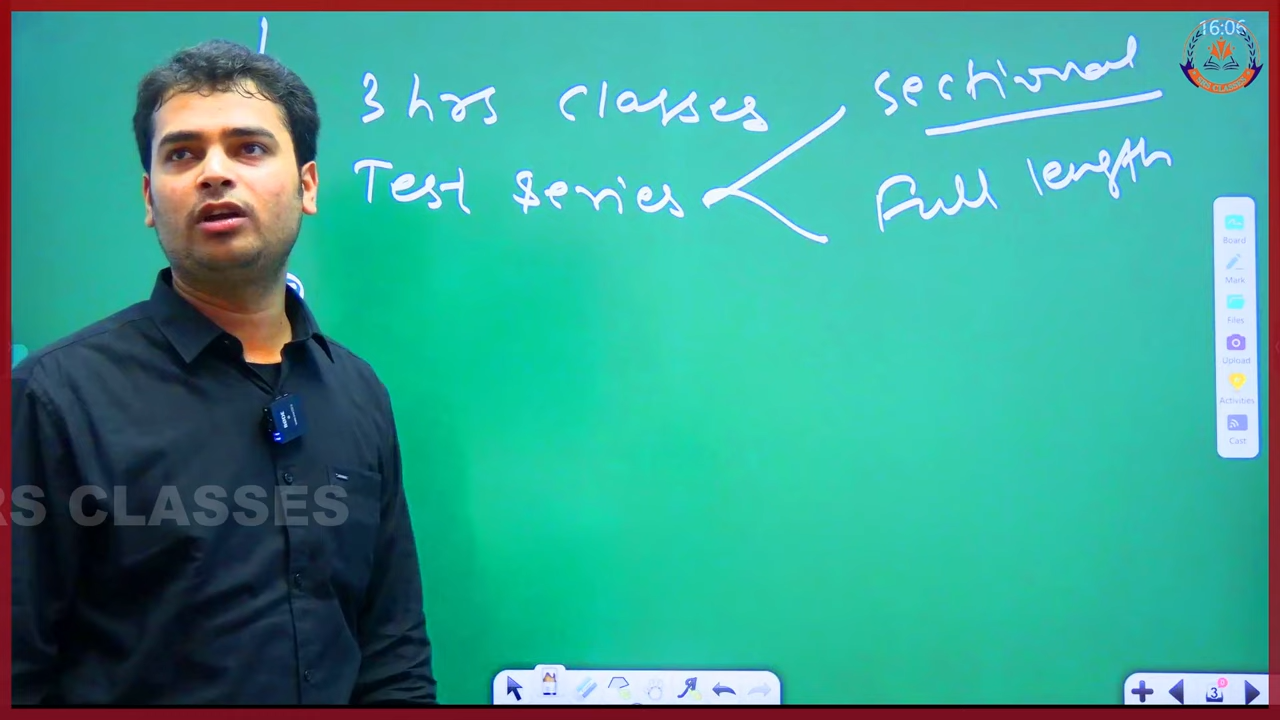 16:06
3 hrs classes
sectional
Test series
Full length
Board
Mark
Files
Upload
Activities
Cast
RS CLASSES
3